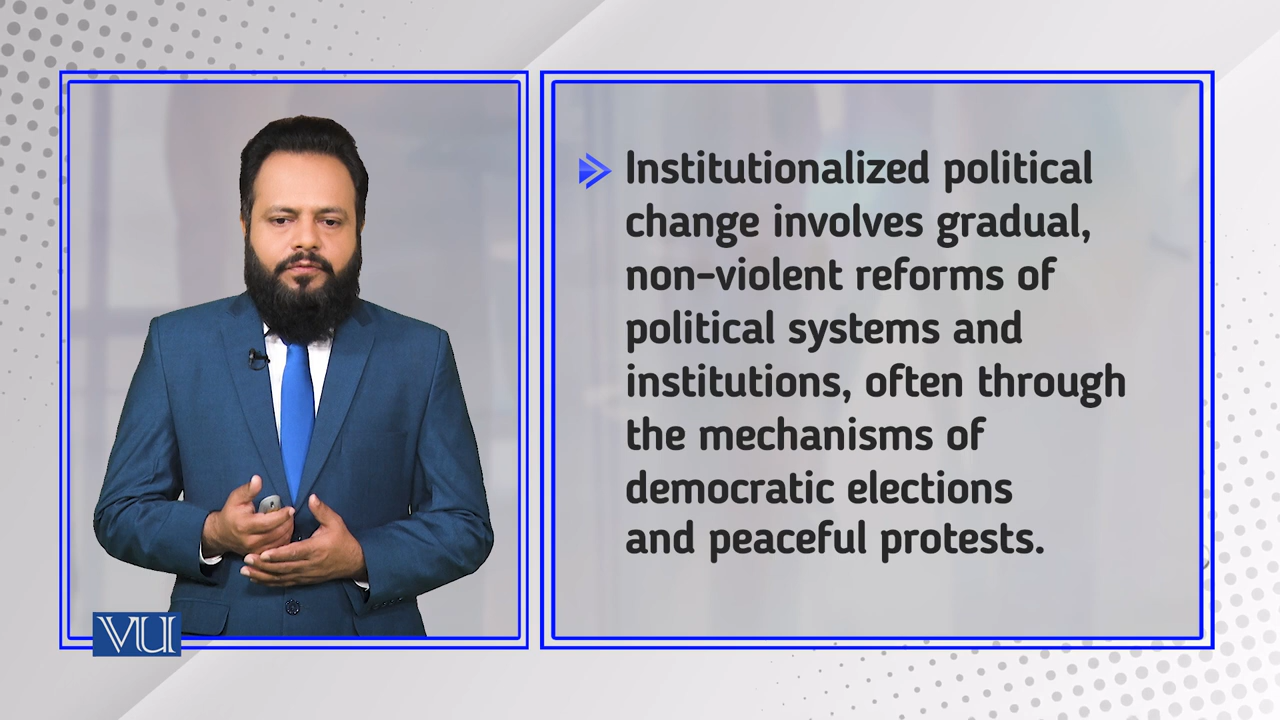 Institutionalized political
change involves gradual,
non-violent reforms of
political systems and
institutions, often through
the mechanisms of
democratic elections
and peaceful protests.
VU